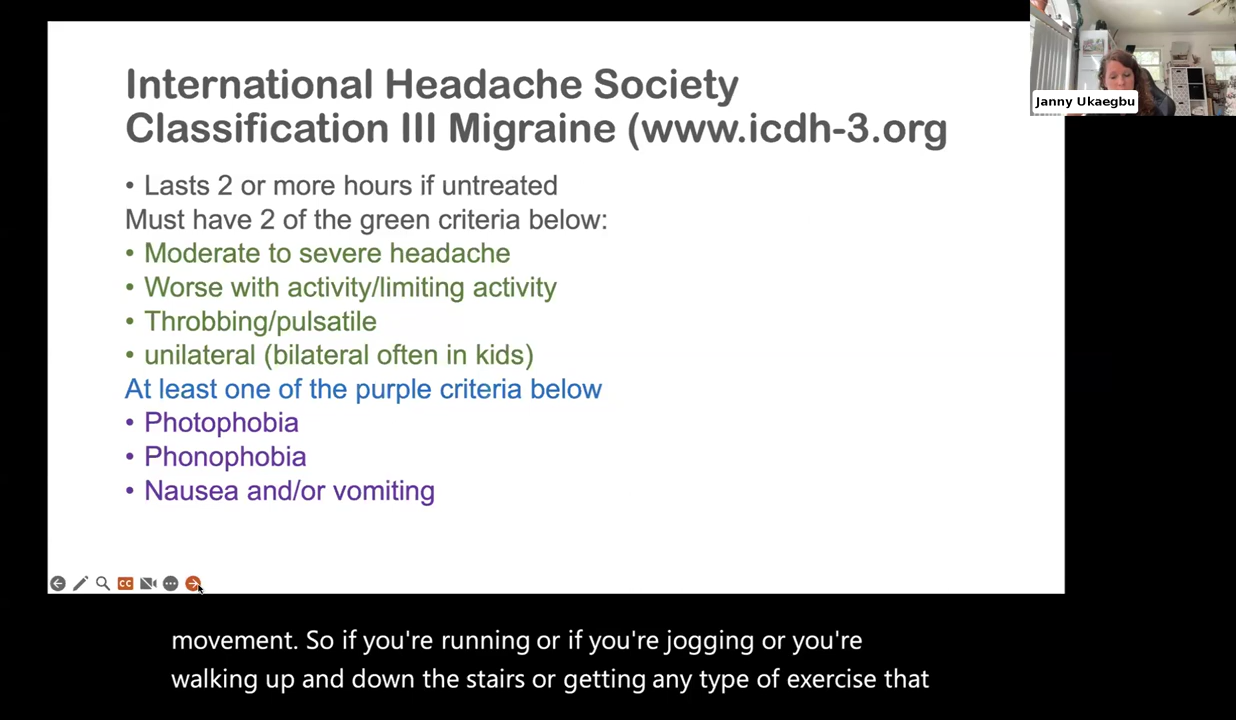 International Headache Society
Classification III Migraine (www.icdh-3.org
• Lasts 2 or more hours if untreated
Must have 2 of the green criteria below:
• Moderate to severe headache
• Worse with activity/limiting activity
• Throbbing/pulsatile
• unilateral (bilateral often in kids)
At least one of the purple criteria below
• Photophobia
• Phonophobia
• Nausea and/or vomiting
Janny Ukaegbu
CC
movement. So if you're running or if you're jogging or you're
walking up and down the stairs or getting any type of exercise that